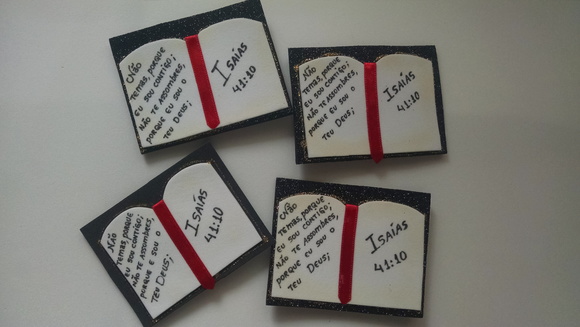 Não
temas, porque
eu sou contigo;
não te assombres,
porque eu sou o
teu Deus;
Isaías
41:10
Não
temas, porque
eu sou contigo;
não te assombres,
porque eu sou o
teu Deus;
Isaías
41:10
Não
temas, porque
eu sou contigo;
não te assombres,
porque e sou o
teu Deus;
Isaías
41:10
Não
temas, porque
eu sou contigo;
não te assombres,
porque eu sou o
teu Deus;
Isaías
41:10